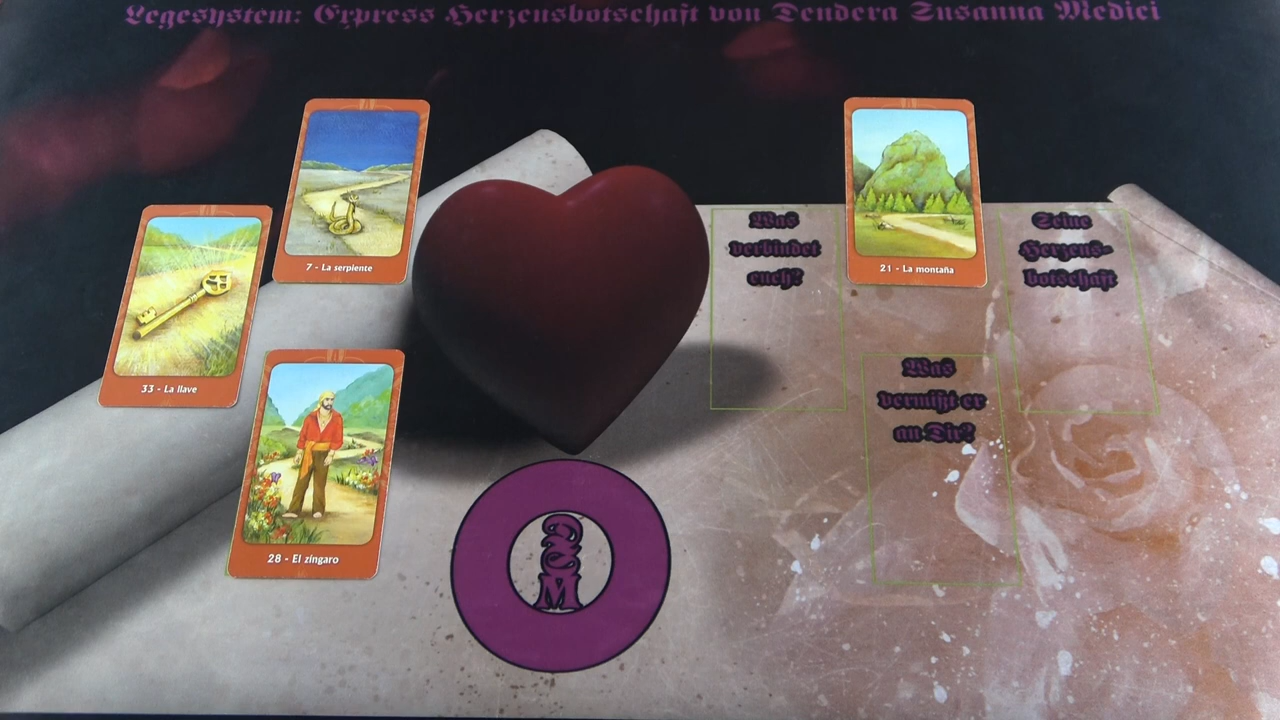 Legesystem: Express Herzensbotschaft von Dendera Susanna Medici
7 - La serpiente
21 - La montaña
33 - La llave
28 - El zíngaro
Was
verbindet
euch?
Seine
Herzens-
botschaft
Was
vermißt er
an Dir?